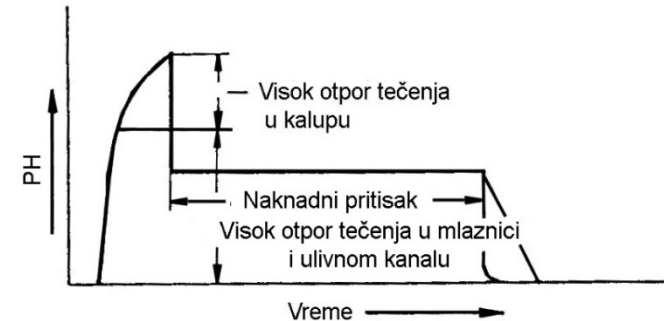 Visok otpor tečenja
u kalupu
PH
Naknadni pritisak
Visok otpor tečenja u mlaznici
i ulivnom kanalu
Vreme